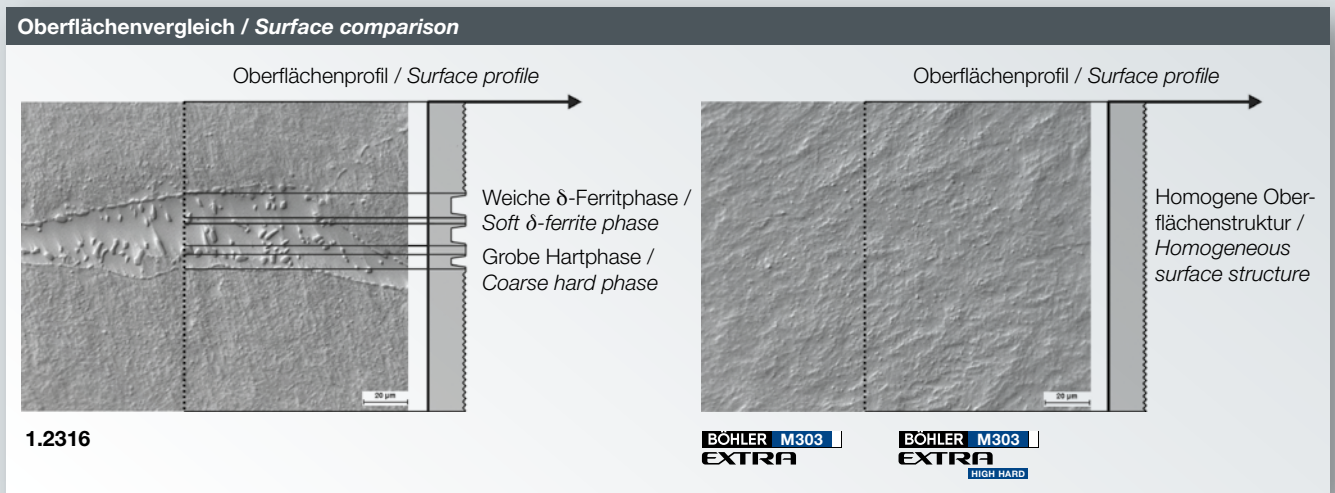 Oberflächenvergleich / Surface comparison
Oberflächenprofil / Surface profile
Weiche δ-Ferritphase /
Soft δ-ferrite phase
Grobe Hartphase /
Coarse hard phase
20 µm
1.2316
Oberflächenprofil / Surface profile
Homogene Ober-
flächenstruktur /
Homogeneous
surface structure
20 µm
BÖHLER M303
EXTRA
BÖHLER M303
EXTRA
HIGH HARD